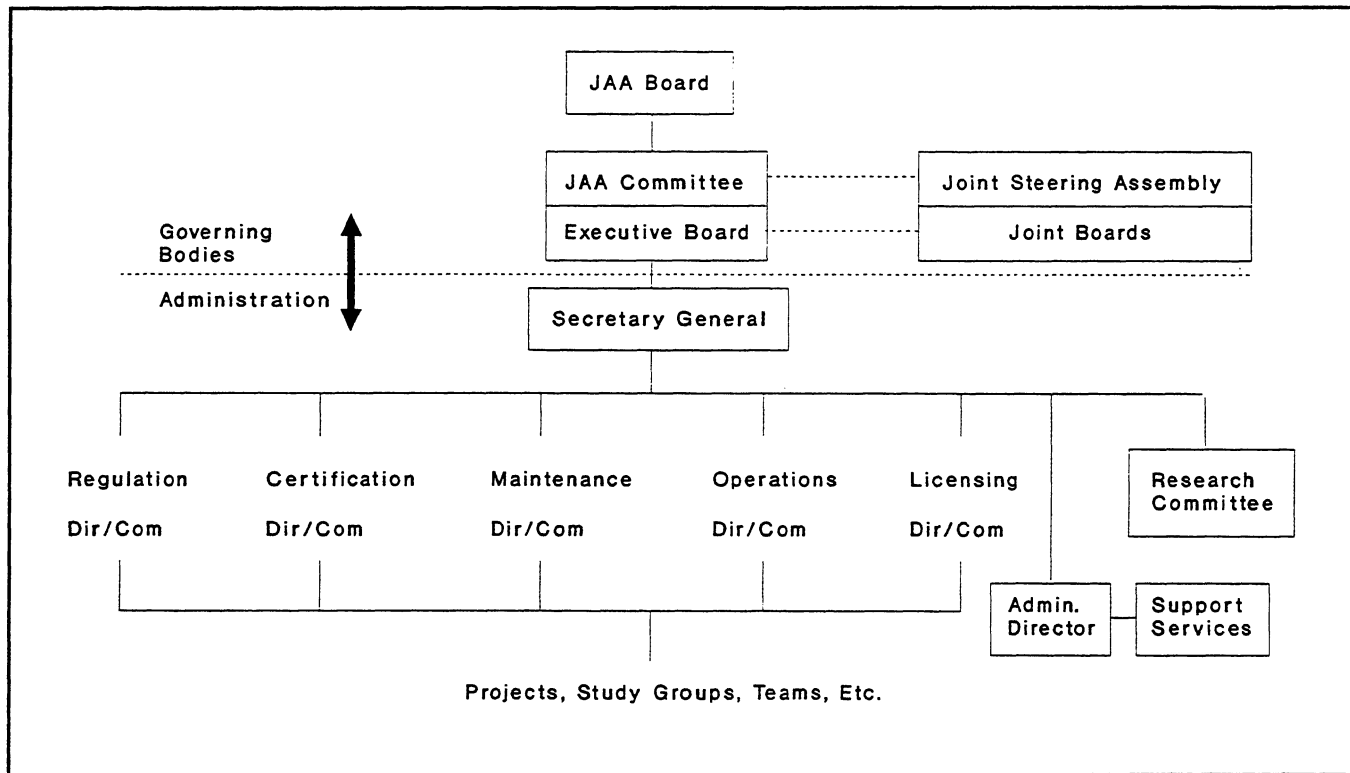 JAA Board
JAA Committee
Joint Steering Assembly
Executive Board
Joint Boards
Governing
Bodies
Administration
Secretary General
Regulation
Dir/Com
Certification
Dir/Com
Maintenance
Dir/Com
Operations
Dir/Com
Licensing
Dir/Com
Research
Committee
Admin.
Director
Support
Services
Projects, Study Groups, Teams, Etc.